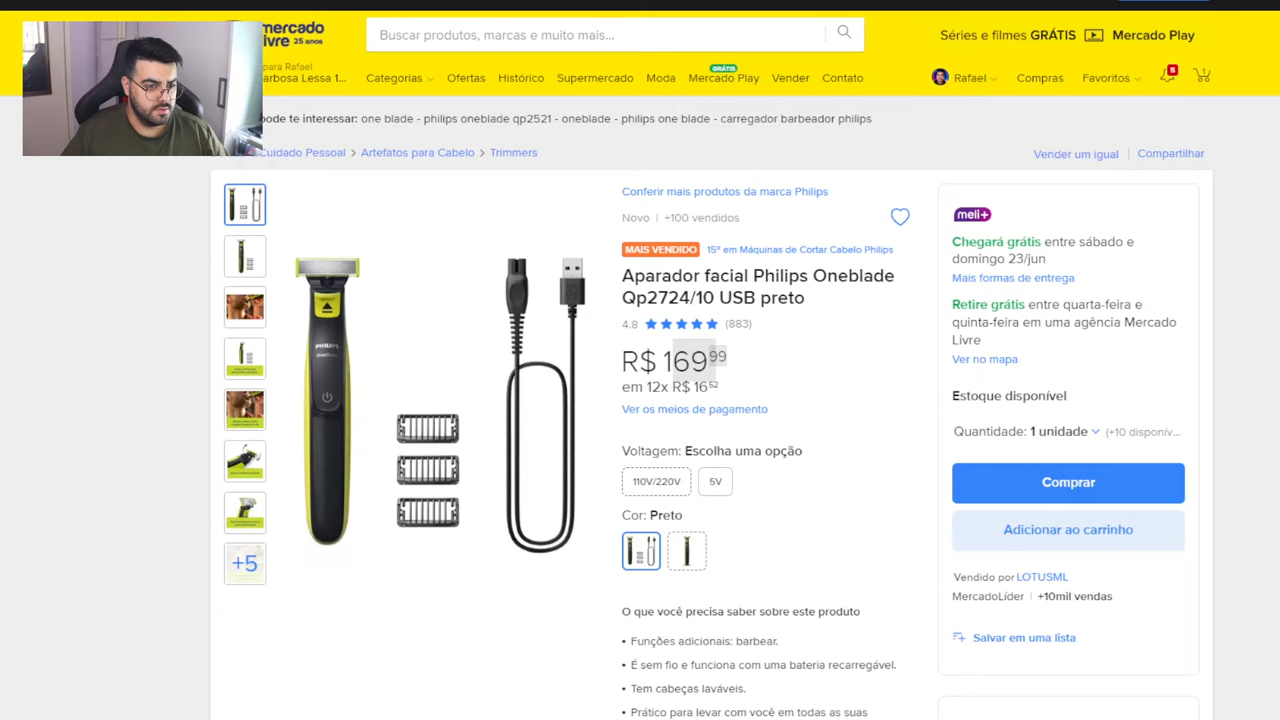 mercado
livre 25 anos
Buscar produtos, marcas e muito mais...
Séries e filmes GRÁTIS Mercado Play
para Rafael
arbosa Lessa 1...
Categorias
Ofertas
Histórico
Supermercado
Moda
GRÁTIS
Mercado Play
Vender
Contato
Rafael
Compras
Favoritos
5
1
pode te interessar: one blade - philips oneblade qp2521 - oneblade - philips one blade - carregador barbeador philips
Cuidado Pessoal > Artefatos para Cabelo > Trimmers
Vender um igual | Compartilhar
Conferir mais produtos da marca Philips
Novo | +100 vendidos
MAIS VENDIDO 15º em Máquinas de Cortar Cabelo Philips
Aparador facial Philips Oneblade
Qp2724/10 USB preto
4.8 (883)
R$ 169 99
em 12x R$ 16 52
Ver os meios de pagamento
Voltagem: Escolha uma opção
110V/220V
5V
Cor: Preto
O que você precisa saber sobre este produto
• Funções adicionais: barbear.
• É sem fio e funciona com uma bateria recarregável.
• Tem cabeças laváveis.
• Prático para levar com você em todas as suas
PHILIPS
OneBlade
+5
meli+
Chegará grátis entre sábado e
domingo 23/jun
Mais formas de entrega
Retire grátis entre quarta-feira e
quinta-feira em uma agência Mercado
Livre
Ver no mapa
Estoque disponível
Quantidade: 1 unidade (+10 disponív...
Comprar
Adicionar ao carrinho
Vendido por LOTUSML
MercadoLíder | +10mil vendas
Salvar em uma lista